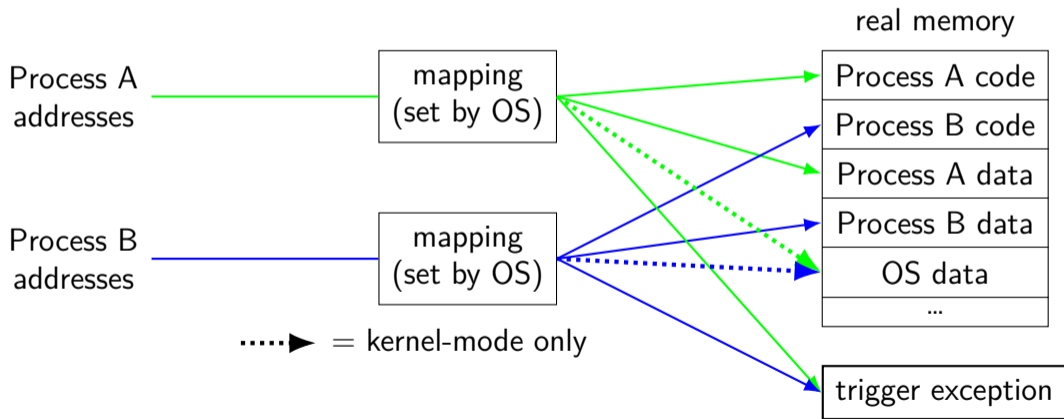 real memory
Process A
addresses
mapping
(set by OS)
Process A code
Process B code
Process A data
Process B data
OS data
...
Process B
addresses
mapping
(set by OS)
= kernel-mode only
trigger exception